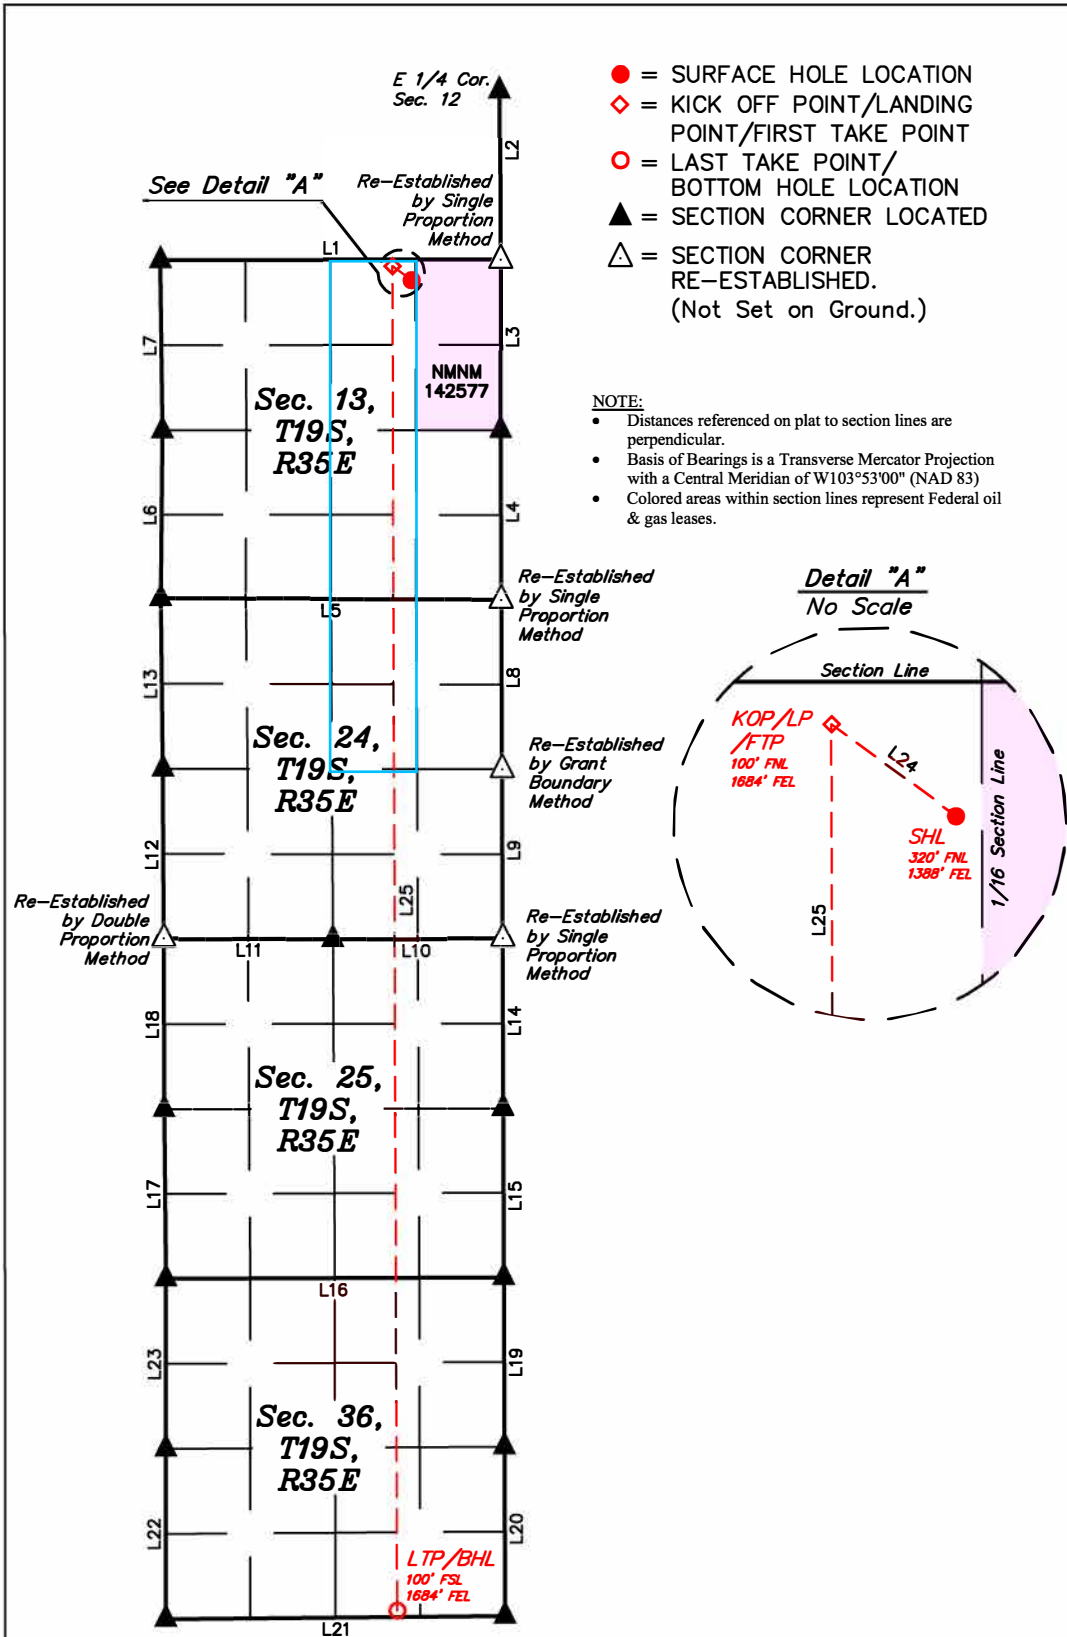 E 1/4 Cor.
Sec. 12
L2
= SURFACE HOLE LOCATION
= KICK OFF POINT/LANDING
POINT/FIRST TAKE POINT
= LAST TAKE POINT/
BOTTOM HOLE LOCATION
= SECTION CORNER LOCATED
= SECTION CORNER
RE-ESTABLISHED.
(Not Set on Ground.)
See Detail "A"
Re-Established
by Single
Proportion
Method
L1
L7
L3
NMNM
142577
Sec. 13,
T19S,
R35E
L6
L4
NOTE:
• Distances referenced on plat to section lines are
perpendicular.
• Basis of Bearings is a Transverse Mercator Projection
with a Central Meridian of W103°53'00" (NAD 83)
• Colored areas within section lines represent Federal oil
& gas leases.
L5
Re-Established
by Single
Proportion
Method
L13
L8
Sec. 24,
T19S,
R35E
Re-Established
by Grant
Boundary
Method
L12
L9
L25
Re-Established
by Double
Proportion
Method
L11
L10
Re-Established
by Single
Proportion
Method
Detail "A"
No Scale
Section Line
KOP/LP
/FTP
100' FNL
1684' FEL
L24
SHL
320' FNL
1388' FEL
1/16 Section Line
L25
L18
L14
Sec. 25,
T19S,
R35E
L17
L15
L16
L23
L19
Sec. 36,
T19S,
R35E
L22
L20
LTP/BHL
100' FSL
1684' FEL
L21